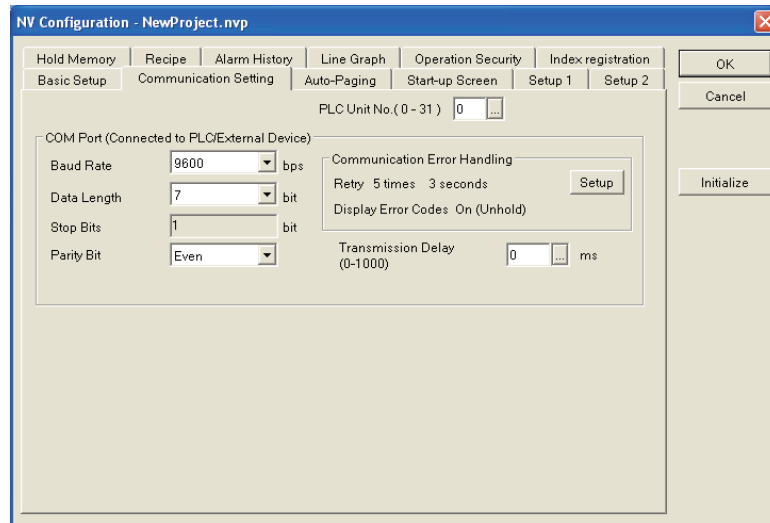 NV Configuration - NewProject.nvp
Hold Memory Recipe Alarm History Line Graph Operation Security Index registration
Basic Setup Communication Setting Auto-Paging Start-up Screen Setup 1 Setup 2
OK
Cancel
Initialize
PLC Unit No.( 0 - 31 ) 0 ...
COM Port (Connected to PLC/External Device)
Baud Rate 9600 bps
Data Length 7 bit
Stop Bits 1 bit
Parity Bit Even
Communication Error Handling
Retry 5 times 3 seconds Setup
Display Error Codes On (Unhold)
Transmission Delay 0 ... ms
(0-1000)